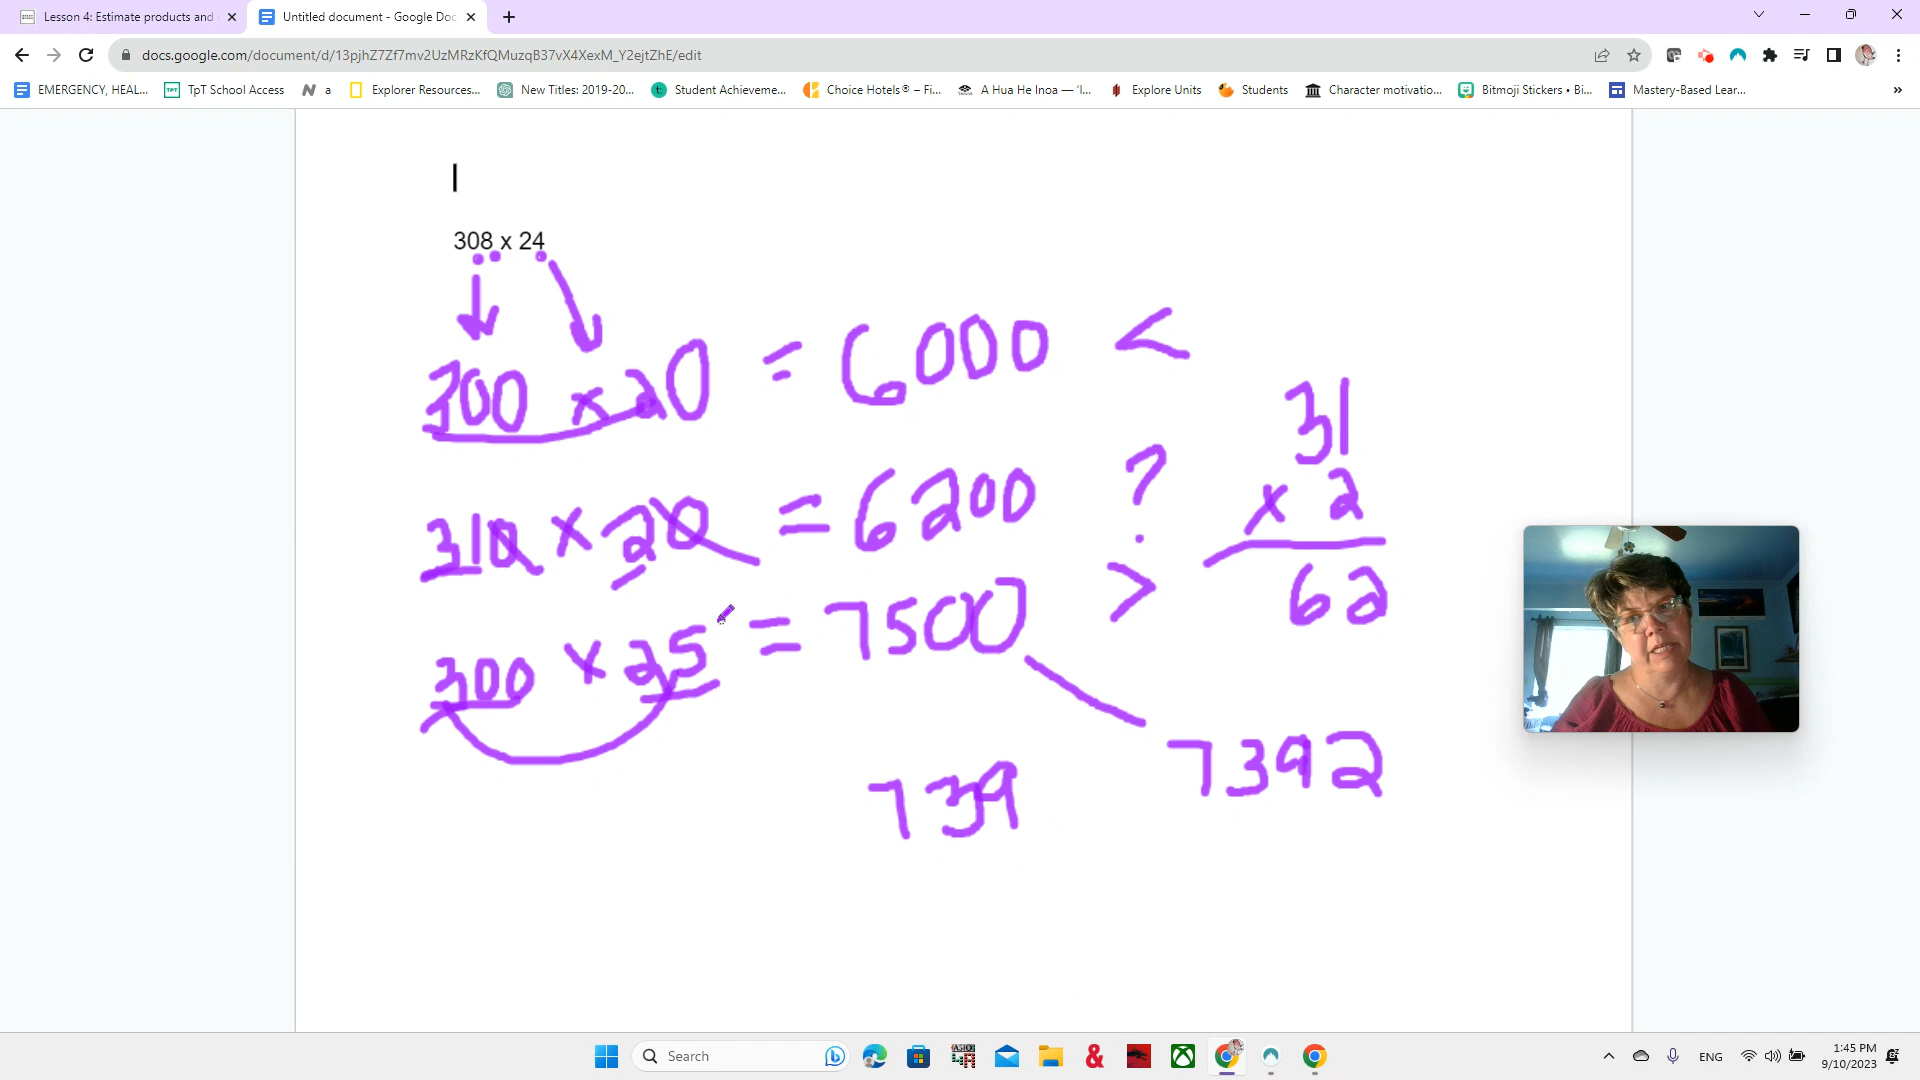 Lesson 4: Estimate products and
Untitled document - Google Doc
docs.google.com/document/d/13pjhZ7Zf7mv2UzMRzKfQMuzqB37vX4XexM_Y2ejtZhE/edit
EMERGENCY, HEAL...
TpT School Access
a
Explorer Resources...
New Titles: 2019-20...
Student Achieveme...
Choice Hotels® – Fi...
A Hua He Inoa — ‘I...
Explore Units
Students
Character motivatio...
Bitmoji Stickers • Bi...
Mastery-Based Lear...
»
308 x 24
300 x 20 = 6000 <
31
x 2
62
310 x 20 = 6200 ?
300 x 25 = 7500 >
7392
739
Search
ENG
1:45 PM
9/10/2023